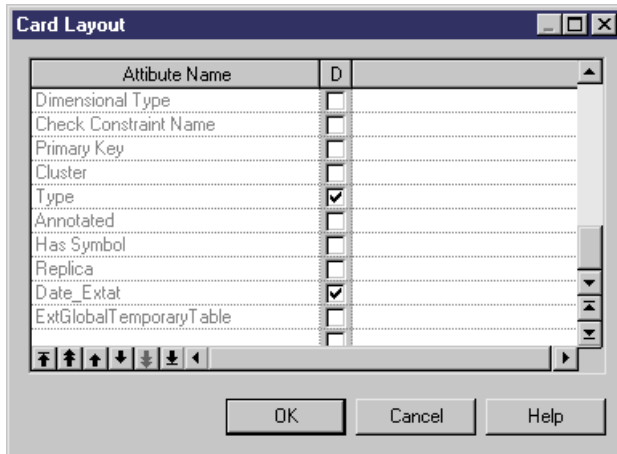 Card Layout
Attibute Name D
Dimensional Type
Check Constraint Name
Primary Key
Cluster
Type
Annotated
Has Symbol
Replica
Date_Extat
ExtGlobalTemporaryTable
OK Cancel Help